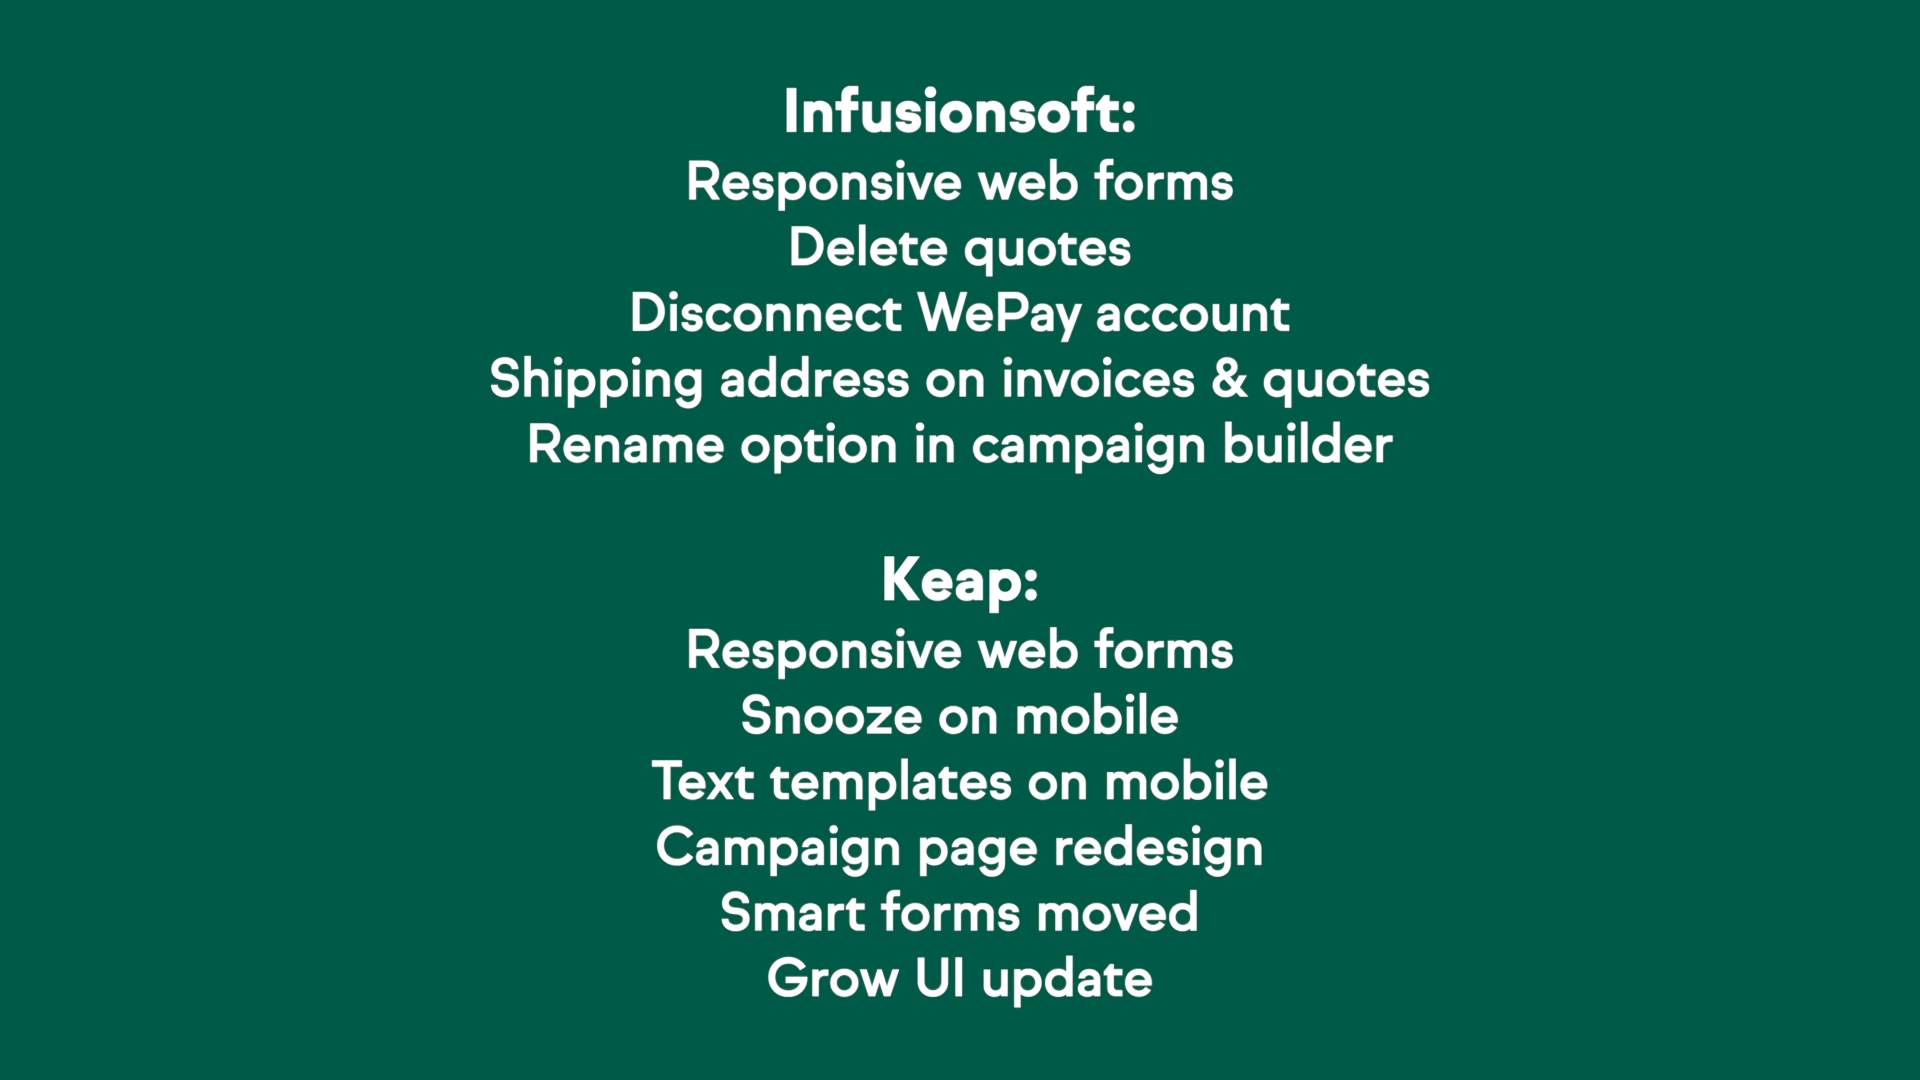 Infusionsoft:
Responsive web forms
Delete quotes
Disconnect WePay account
Shipping address on invoices & quotes
Rename option in campaign builder
Keap:
Responsive web forms
Snooze on mobile
Text templates on mobile
Campaign page redesign
Smart forms moved
Grow UI update